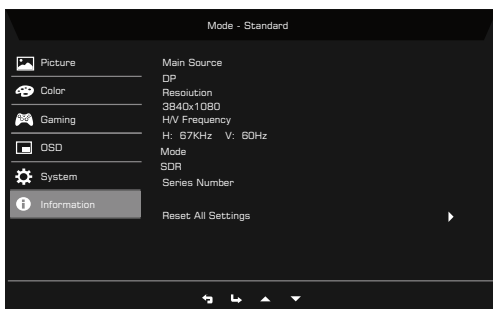 Mode - Standard
Picture
Color
Gaming
OSD
System
Information
Main Source
DP
Resoiution
3840x1080
H/V Frequency
H: 67KHz V: 60Hz
Mode
SDR
Series Number
Reset All Settings